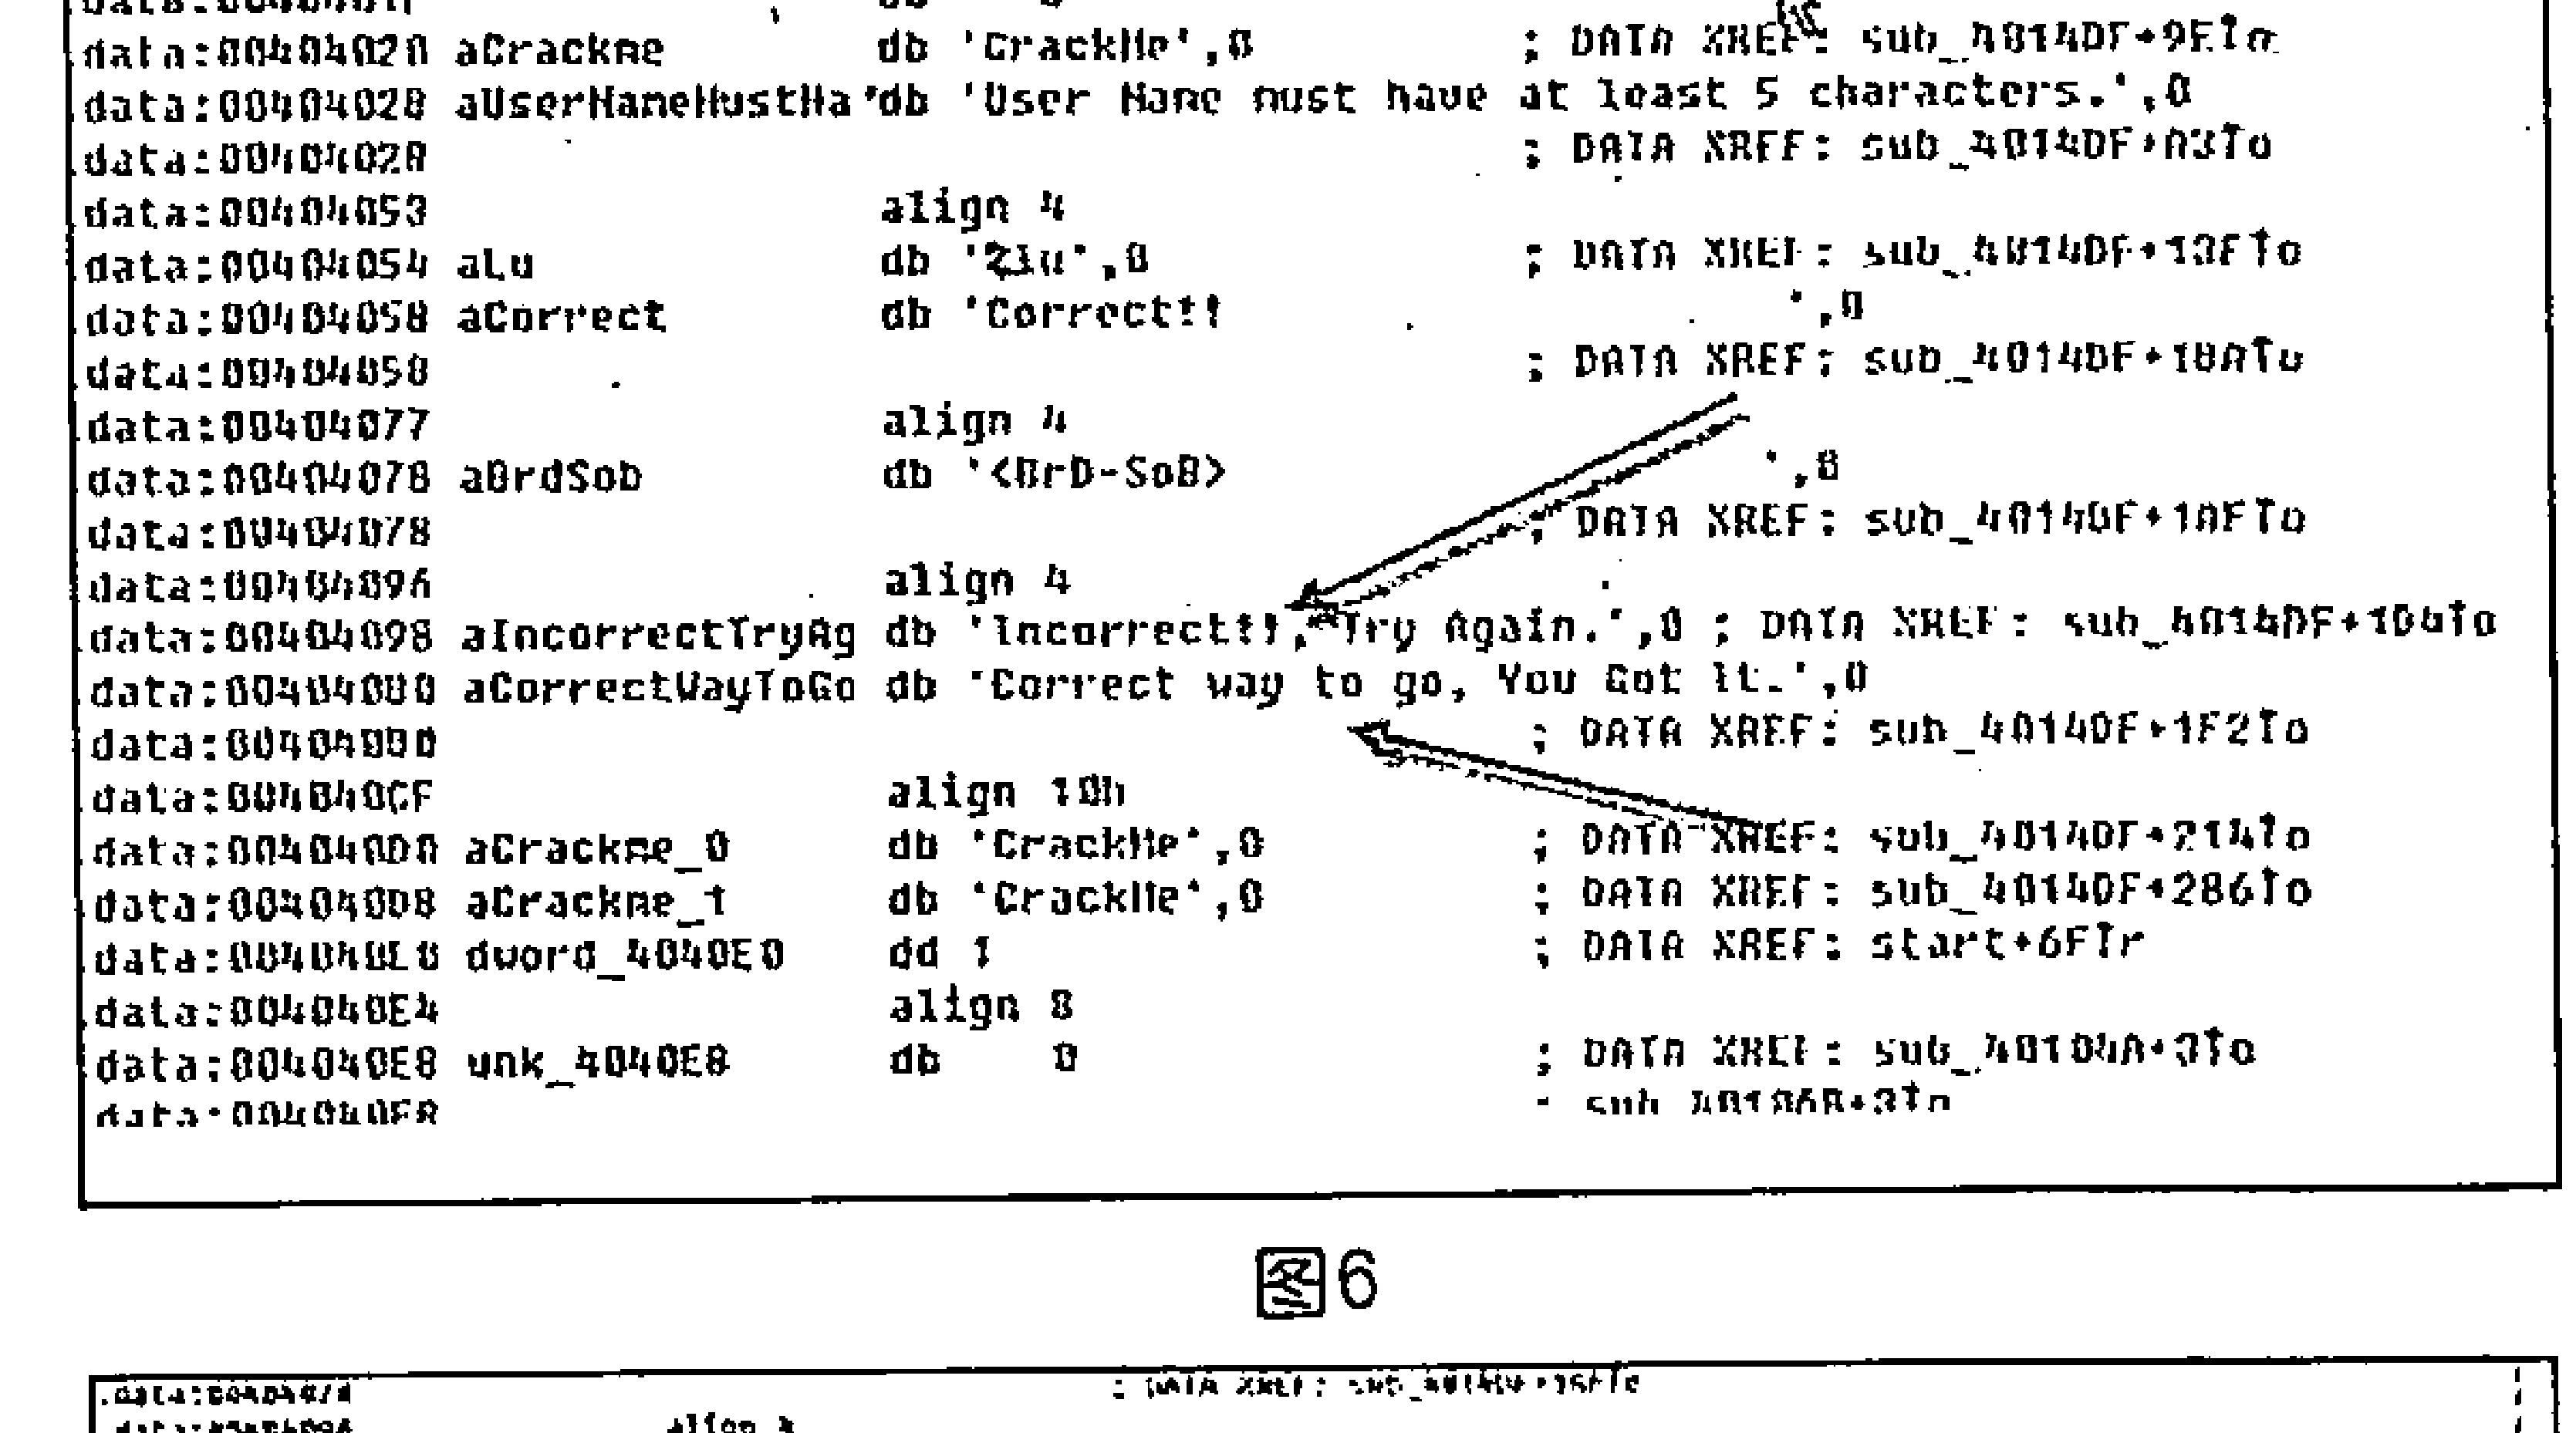 .data:00404020 aCrackme db 'CrackMe',0 ; DATA XREF: sub_4014DF+9E↑o
.data:00404028 aUserNameMustHa db 'User Name must have at least 5 characters.',0
.data:00404028 ; DATA XREF: sub_4014DF+A3↑o
.data:00404053 align 4
.data:00404054 aLu db '%lu',0 ; DATA XREF: sub_4014DF+13F↑o
.data:00404058 aCorrect db 'Correct!! ',0
.data:00404058 ; DATA XREF: sub_4014DF+1AA↑o
.data:00404077 align 4
.data:00404078 aBrdSob db '<BrD-SoB> ',0
.data:00404078 ; DATA XREF: sub_4014DF+1AF↑o
.data:00404096 align 4
.data:00404098 aIncorrectTryAg db 'Incorrect!!, Try Again.',0 ; DATA XREF: sub_4014DF+1D4↑o
.data:004040B0 aCorrectWayToGo db 'Correct way to go, You Got It.',0
.data:004040B0 ; DATA XREF: sub_4014DF+1F2↑o
.data:004040CF align 10h
.data:004040D0 aCrackme_0 db 'CrackMe',0 ; DATA XREF: sub_4014DF+214↑o
.data:004040D8 aCrackme_1 db 'CrackMe',0 ; DATA XREF: sub_4014DF+286↑o
.data:004040E0 dword_4040E0 dd 1 ; DATA XREF: start+6F↑r
.data:004040E4 align 8
.data:004040E8 unk_4040E8 db 0 ; DATA XREF: sub_40104A+3↑o
.data:004040E8
图6
; DATA XREF:
align